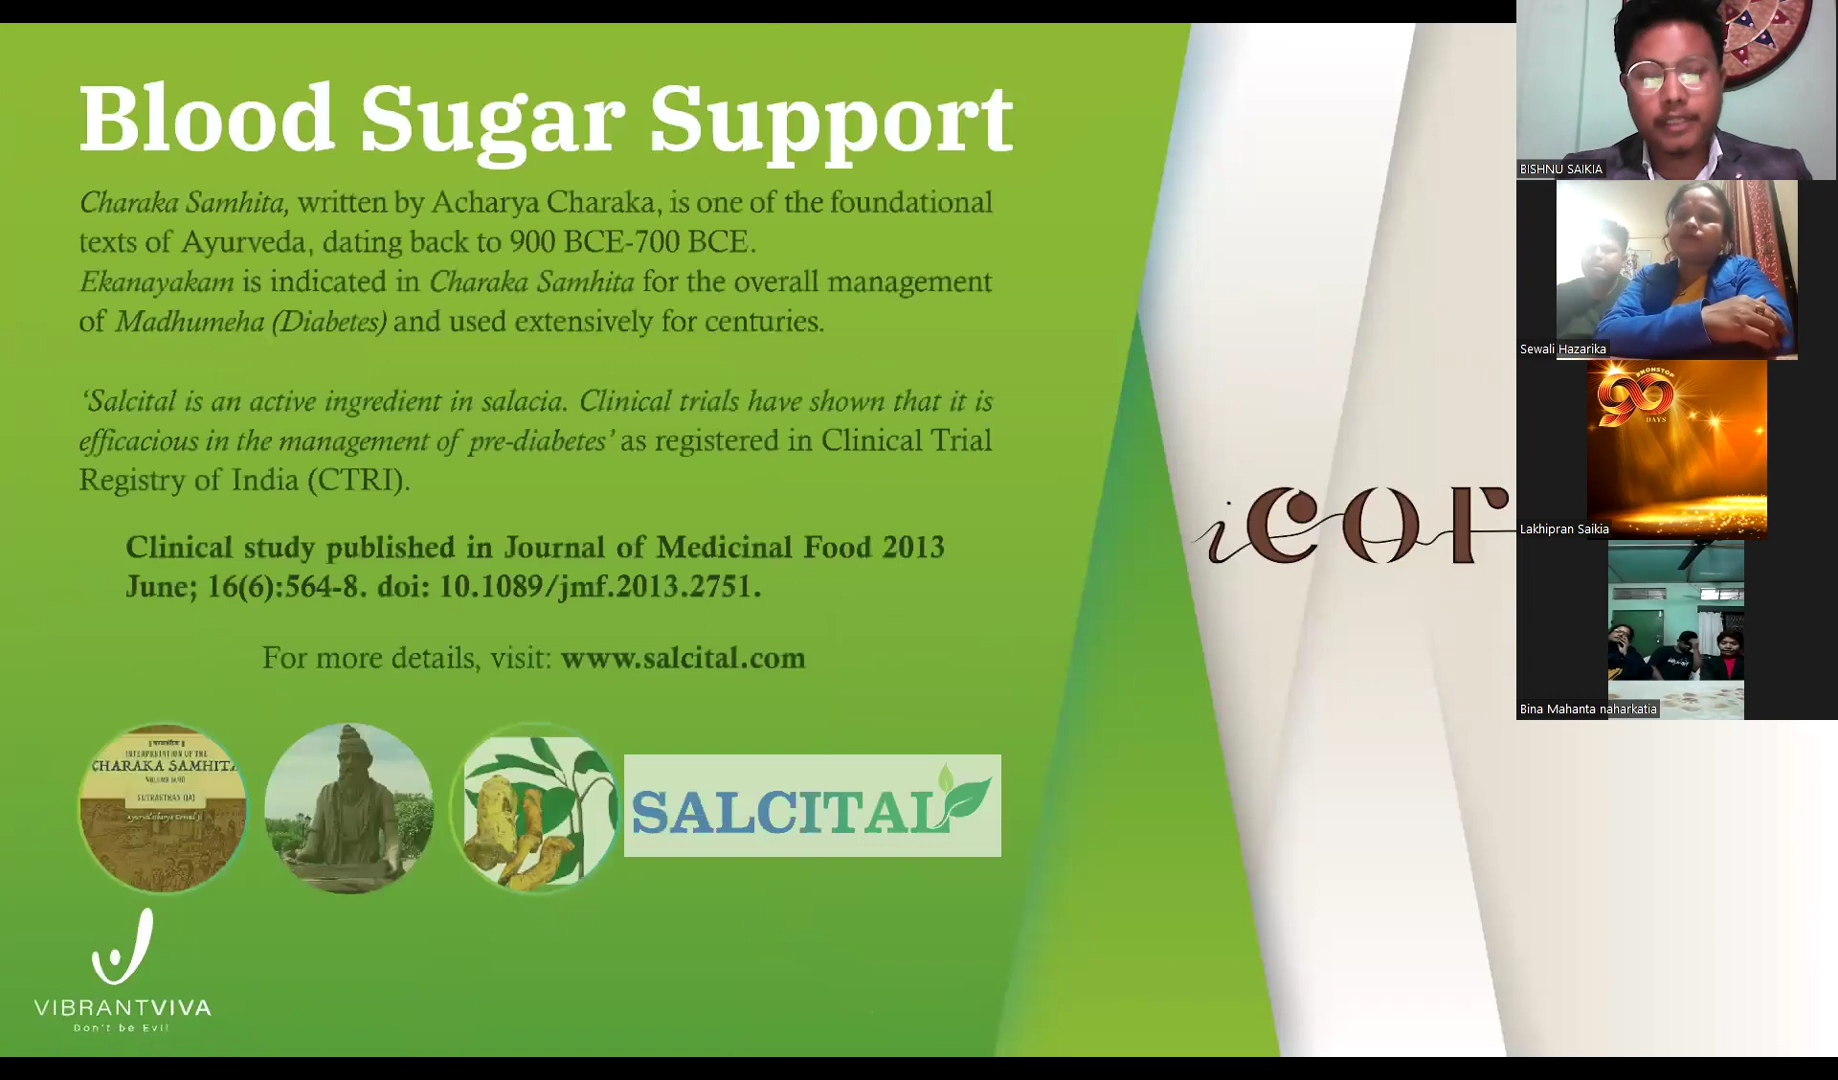 Blood Sugar Support
Charaka Samhita, written by Acharya Charaka, is one of the foundational
texts of Ayurveda, dating back to 900 BCE-700 BCE.
Ekanayakam is indicated in Charaka Samhita for the overall management
of Madhumeha (Diabetes) and used extensively for centuries.
‘Salcital is an active ingredient in salacia. Clinical trials have shown that it is
efficacious in the management of pre-diabetes’ as registered in Clinical Trial
Registry of India (CTRI).
Clinical study published in Journal of Medicinal Food 2013
June; 16(6):564-8. doi: 10.1089/jmf.2013.2751.
For more details, visit: www.salcital.com
INTERPRETATION OF THE
CHARAKA SAMHITA
SALCITAL
VIBRANTVIVA
Don't be Evil
iCOF
BISHNU SAIKIA
Sewali Hazarika
#NONSTOP
90
DAYS
Lakhipran Saikia
Bina Mahanta naharkatia